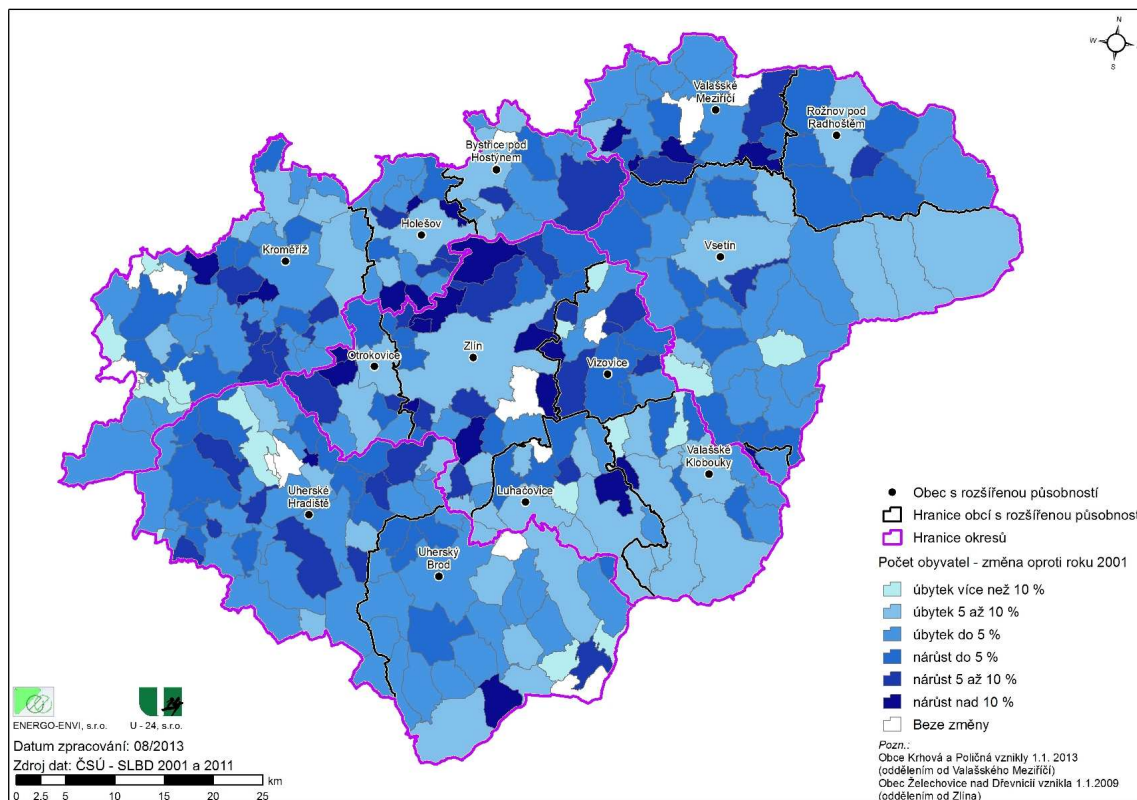 N
W
S
Valašské
Meziříčí
Rožnov pod
Radhoštěm
Bystřice pod
Hostýnem
Holešov
Kroměříž
Vsetín
Otrokovice
Zlín
Vizovice
Valašské
Klobouky
Luhačovice
Uherské
Hradiště
Uherský
Brod
Obec s rozšířenou působností
Hranice obcí s rozšířenou působnost
Hranice okresů
Počet obyvatel - změna oproti roku 2001
úbytek více než 10 %
úbytek 5 až 10 %
úbytek do 5 %
nárůst do 5 %
nárůst 5 až 10 %
nárůst nad 10 %
Beze změny
Pozn.:
Obce Krhová a Poličná vznikly 1.1. 2013
(oddělením od Valašského Meziříčí)
Obec Želechovice nad Dřevnicí vznikla 1.1.2009
(oddělením od Zlína)
ENERGO-ENVI, s.r.o. U - 24, s.r.o.
Datum zpracování: 08/2013
Zdroj dat: ČSÚ - SLBD 2001 a 2011
km
0 2.5 5 10 15 20 25